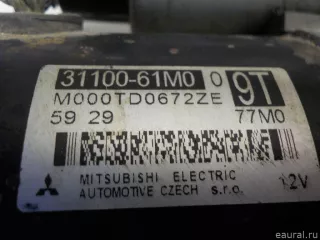 31100-61M0 0 9T
M000TD0672ZE
59 29 77M0
MITSUBISHI ELECTRIC
AUTOMOTIVE CZECH s.r.o. 12V
eaural.ru